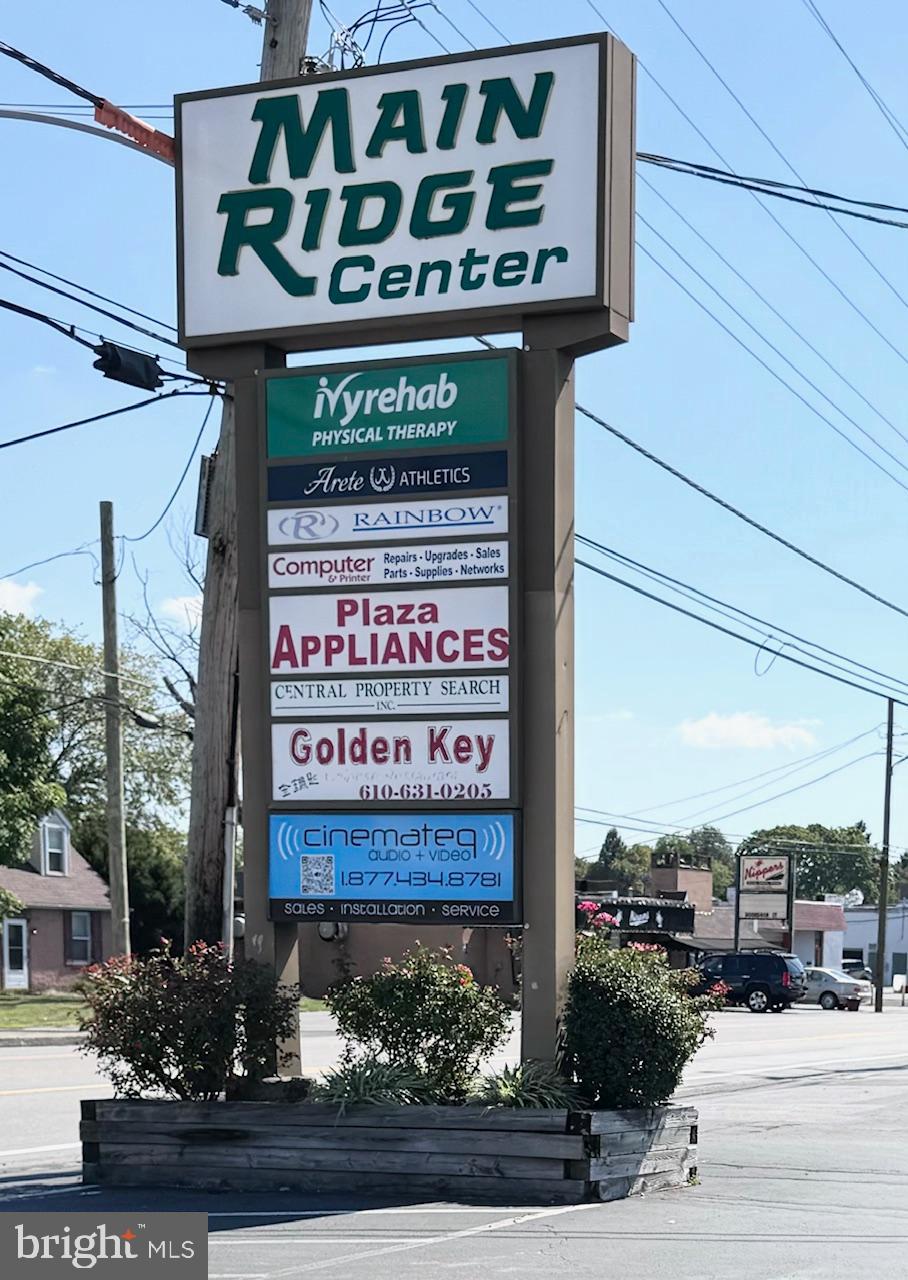 MAIN
RIDGE
Center
ivyrehab
PHYSICAL THERAPY
Arete ATHLETICS
R RAINBOW®
Computer & Printer
Repairs · Upgrades · Sales
Parts · Supplies · Networks
Plaza
APPLIANCES
CENTRAL PROPERTY SEARCH
INC.
Golden Key
610-631-0205
cinemateq
audio + video
1.877.434.8781
sales · installation · service
Nippers
bright™ MLS